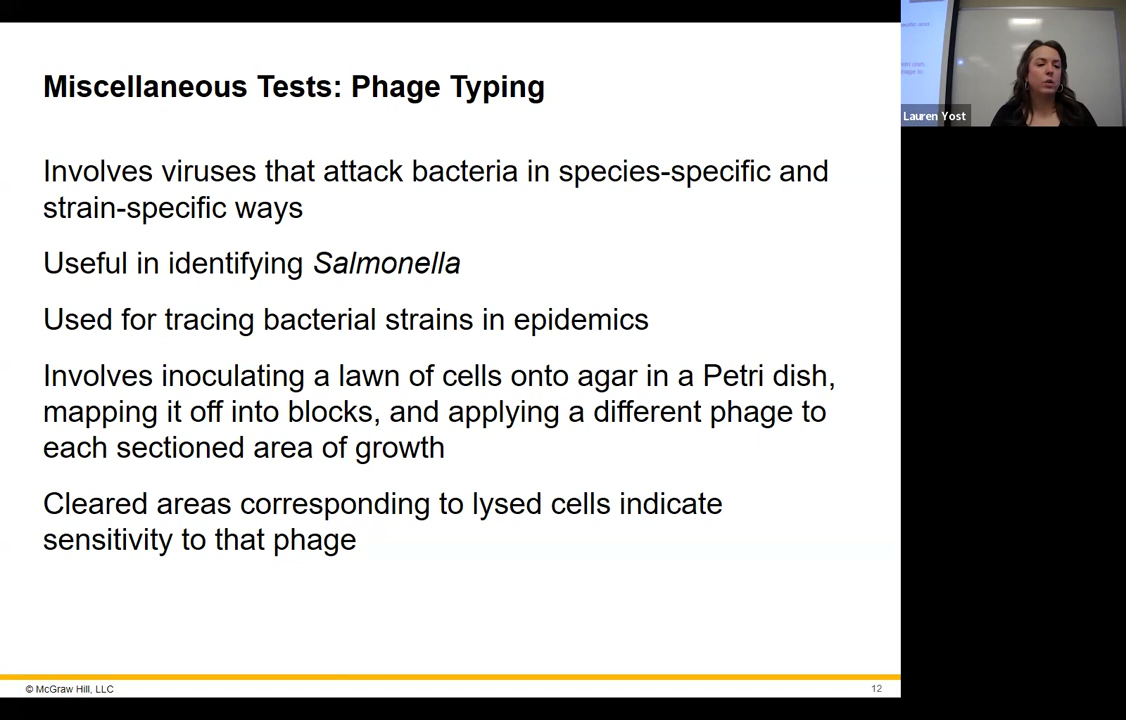 Miscellaneous Tests: Phage Typing
Involves viruses that attack bacteria in species-specific and
strain-specific ways
Useful in identifying Salmonella
Used for tracing bacterial strains in epidemics
Involves inoculating a lawn of cells onto agar in a Petri dish,
mapping it off into blocks, and applying a different phage to
each sectioned area of growth
Cleared areas corresponding to lysed cells indicate
sensitivity to that phage
© McGraw Hill, LLC
12
Lauren Yost